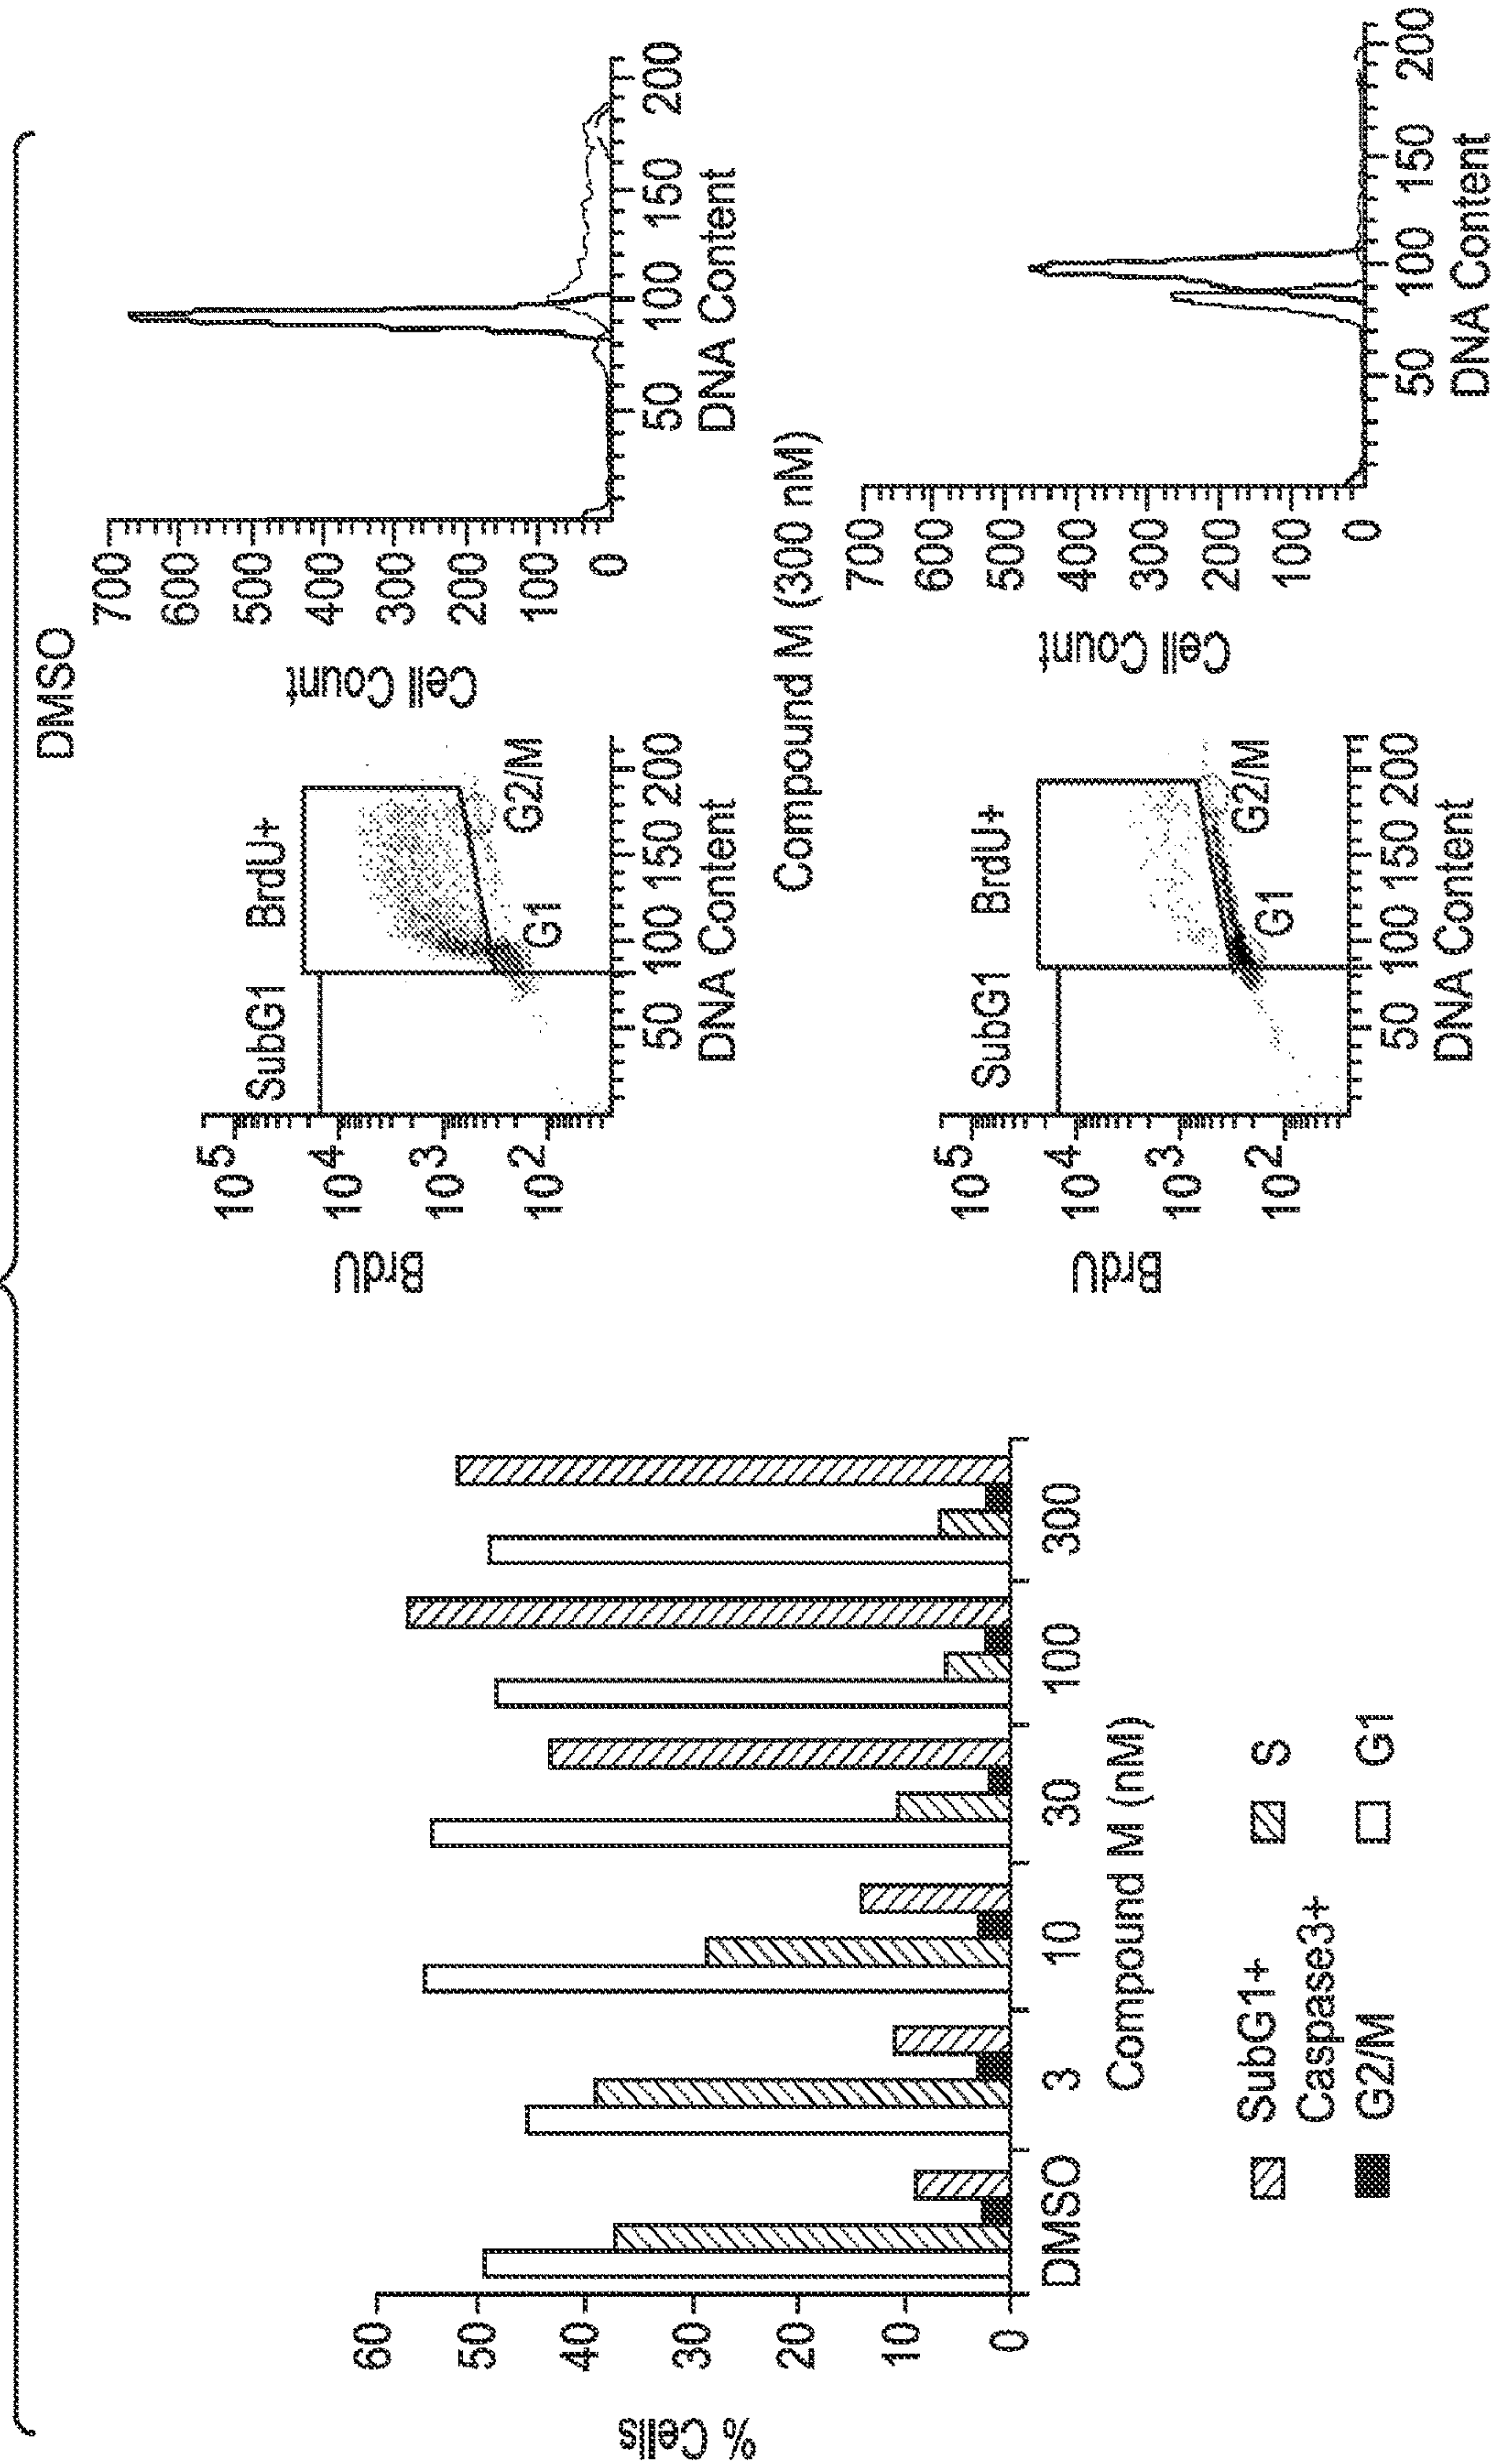 % Cells
60
50
40
30
20
10
0
DMSO 3 10 30 100 300
Compound M (nM)
SubG1+ S
Caspase3+
G2/M G1
DMSO
BrdU
10 5
10 4
10 3
10 2
SubG1 BrdU+
G1 G2/M
50 100 150 200
DNA Content
Cell Count
700
600
500
400
300
200
100
0
50 100 150 200
DNA Content
Compound M (300 nM)
BrdU
10 5
10 4
10 3
10 2
SubG1 BrdU+
G1 G2/M
50 100 150 200
DNA Content
Cell Count
700
600
500
400
300
200
100
0
50 100 150 200
DNA Content